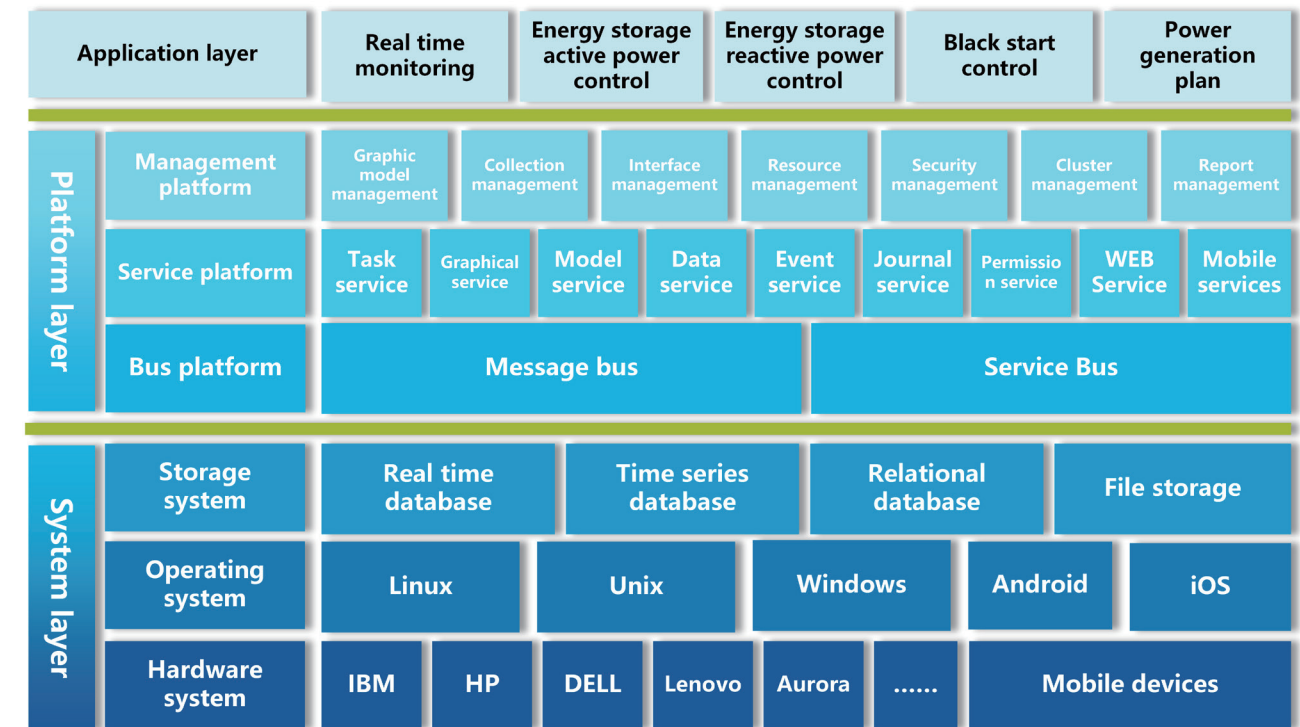 Application layer
Real time
monitoring
Energy storage
active power
control
Energy storage
reactive power
control
Black start
control
Power
generation
plan
Platform layer
Management
platform
Graphic
model
management
Collection
management
Interface
management
Resource
management
Security
management
Cluster
management
Report
management
Service platform
Task
service
Graphical
service
Model
service
Data
service
Event
service
Journal
service
Permissio
n service
WEB
Service
Mobile
services
Bus platform
Message bus
Service Bus
System layer
Storage
system
Real time
database
Time series
database
Relational
database
File storage
Operating
system
Linux
Unix
Windows
Android
iOS
Hardware
system
IBM
HP
DELL
Lenovo
Aurora
......
Mobile devices